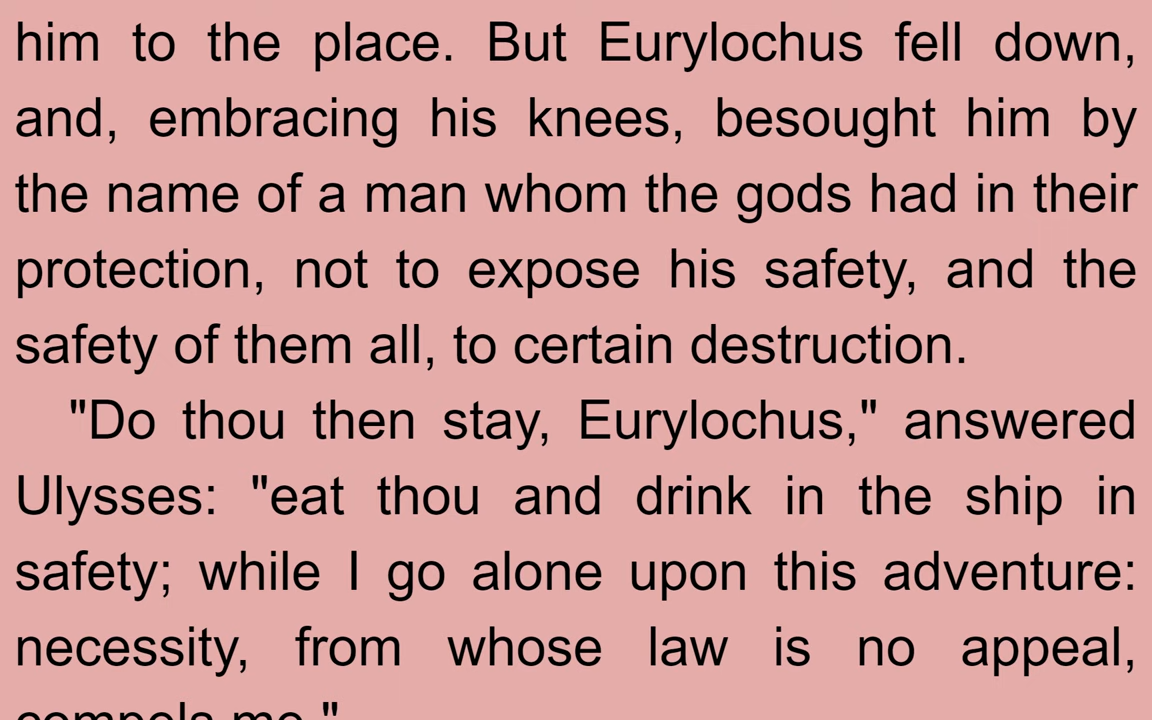 him to the place. But Eurylochus fell down,
and, embracing his knees, besought him by
the name of a man whom the gods had in their
protection, not to expose his safety, and the
safety of them all, to certain destruction.
"Do thou then stay, Eurylochus," answered
Ulysses: "eat thou and drink in the ship in
safety; while I go alone upon this adventure:
necessity, from whose law is no appeal,
compels me."